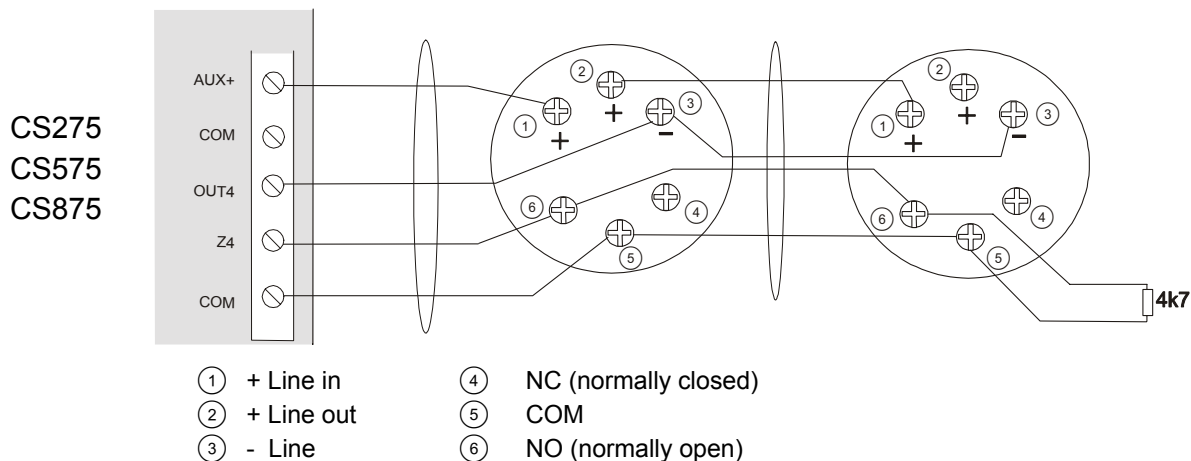 CS275
CS575
CS875
AUX+
COM
OUT4
Z4
COM
1
+
2
+
3
-
4
5
6
1
+
2
+
3
-
4
5
6
4k7
1 + Line in
2 + Line out
3 - Line
4 NC (normally closed)
5 COM
6 NO (normally open)